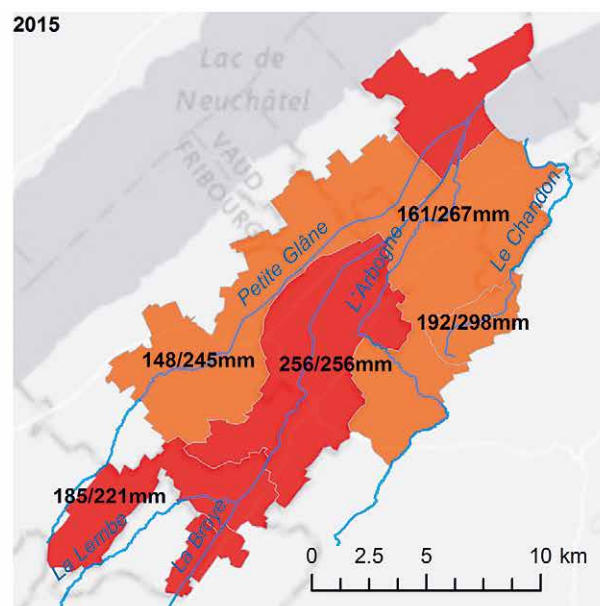 2015
Lac de
Neuchâtel
VAUD
FRIBOURG
Petite Glâne
L'Arbogne
Le Chandon
161/267mm
192/298mm
148/245mm
256/256mm
185/221mm
La Lembe
La Broye
0 2.5 5 10 km